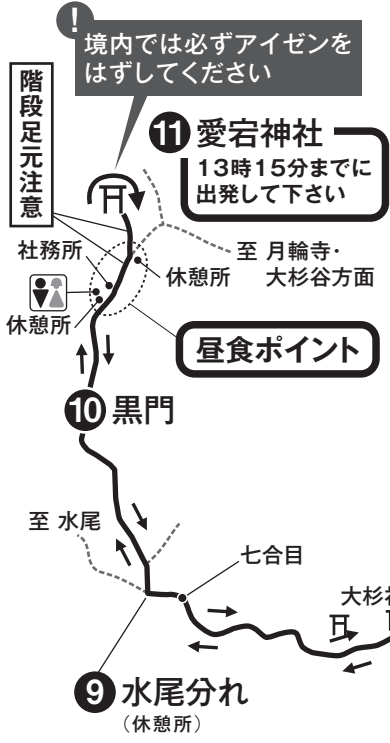 !
境内では必ずアイゼンを
はずしてください
階段足元注意
11 愛宕神社
13時15分までに
出発して下さい
社務所
休憩所
至 月輪寺・
大杉谷方面
休憩所
昼食ポイント
10 黒門
至 水尾
七合目
大杉
9 水尾分れ
（休憩所）